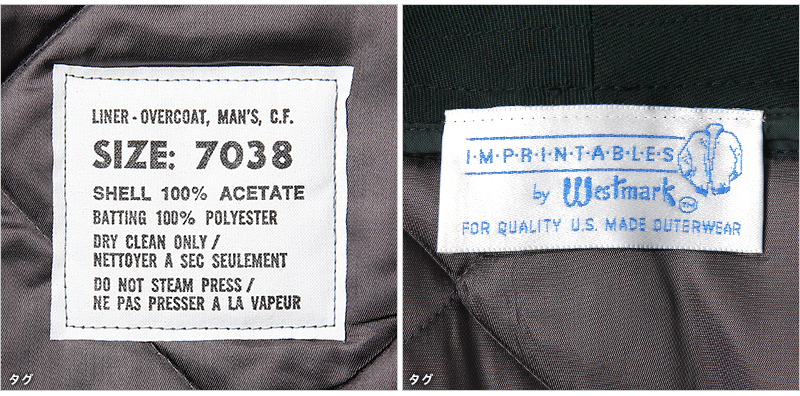 LINER - OVERCOAT, MAN'S, C.F.
SIZE: 7038
SHELL 100% ACETATE
BATTING 100% POLYESTER
DRY CLEAN ONLY /
NETTOYER A SEC SEULEMENT
DO NOT STEAM PRESS /
NE PAS PRESSER A LA VAPEUR
タグ
I·M·P·R·I·N·T·A·B·L·E·S
by Westmark
FOR QUALITY U.S. MADE OUTERWEAR
タグ